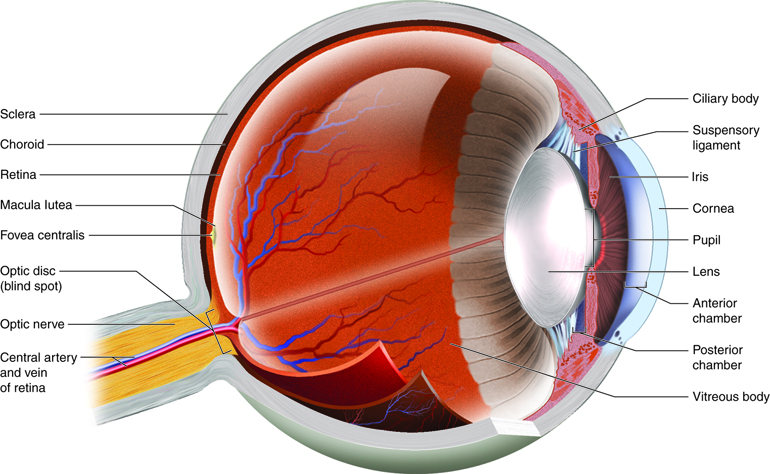 Sclera
Choroid
Retina
Macula lutea
Fovea centralis
Optic disc
(blind spot)
Optic nerve
Central artery
and vein
of retina
Ciliary body
Suspensory
ligament
Iris
Cornea
Pupil
Lens
Anterior
chamber
Posterior
chamber
Vitreous body